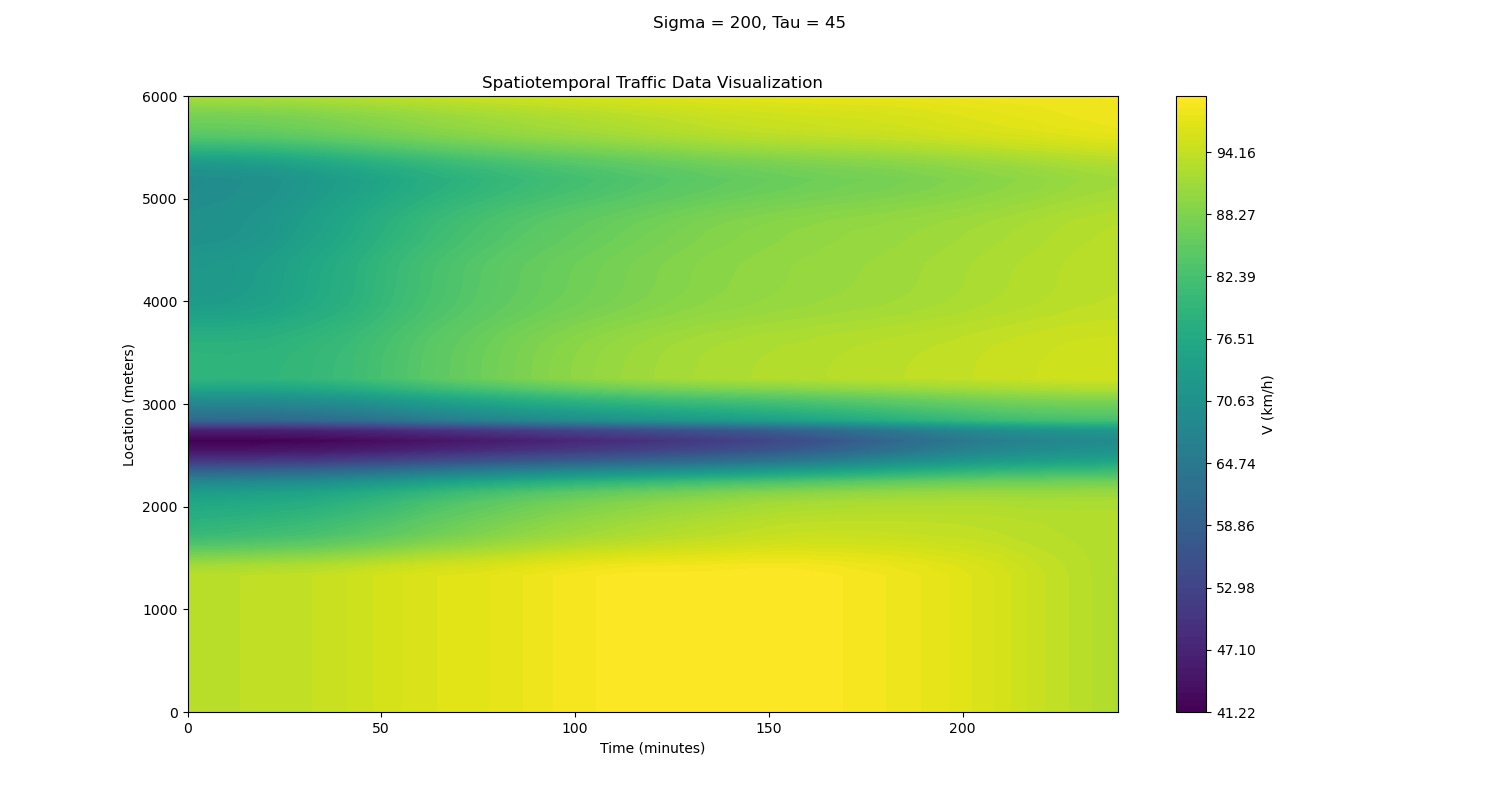 Sigma = 200, Tau = 45
Spatiotemporal Traffic Data Visualization
6000
5000
4000
3000
2000
1000
0
Location (meters)
0 50 100 150 200
Time (minutes)
94.16
88.27
82.39
76.51
70.63
64.74
58.86
52.98
47.10
41.22
V (km/h)